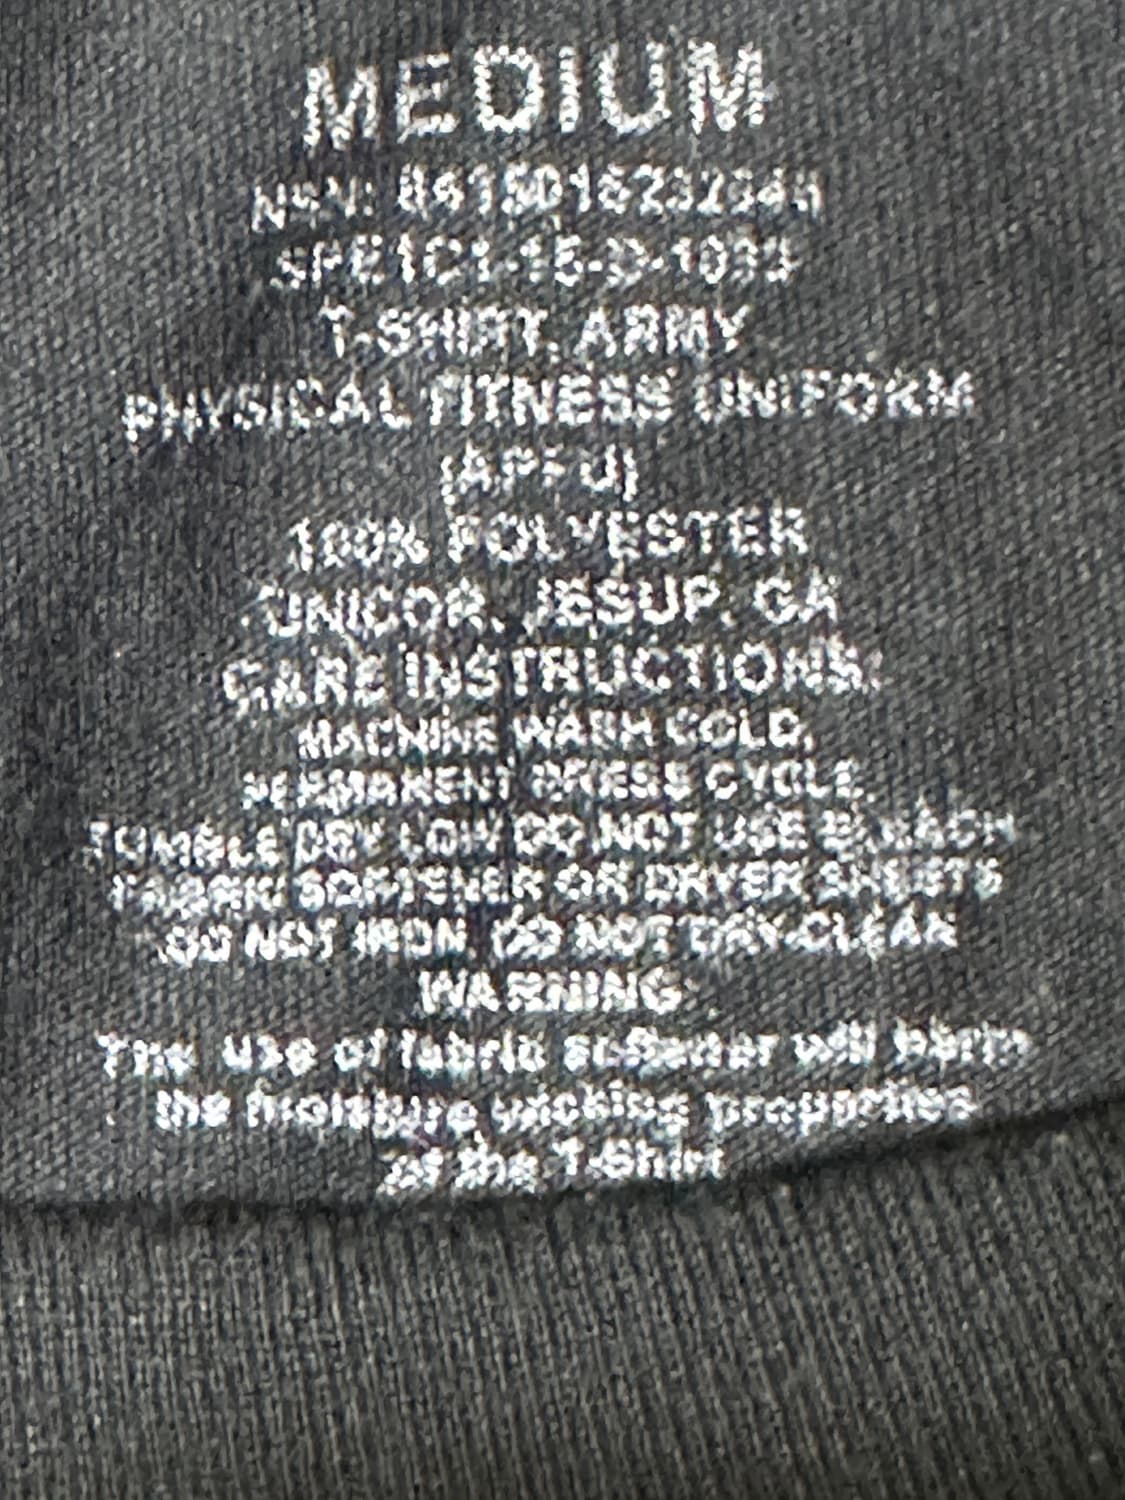 MEDIUM
NSN:
T-SHIRT, ARMY
PHYSICAL FITNESS UNIFORM
(APFU)
100% POLYESTER
UNICOR, JESUP, GA
CARE INSTRUCTIONS:
MACHINE WASH COLD,
PERMANENT PRESS CYCLE,
TUMBLE DRY LOW DO NOT USE BLEACH
FABRIC SOFTENER OR DRYER SHEETS
DO NOT IRON, DO NOT DRY-CLEAN
WARNING:
The use of fabric softener will harm
the moisture wicking properties
of the T-Shirt